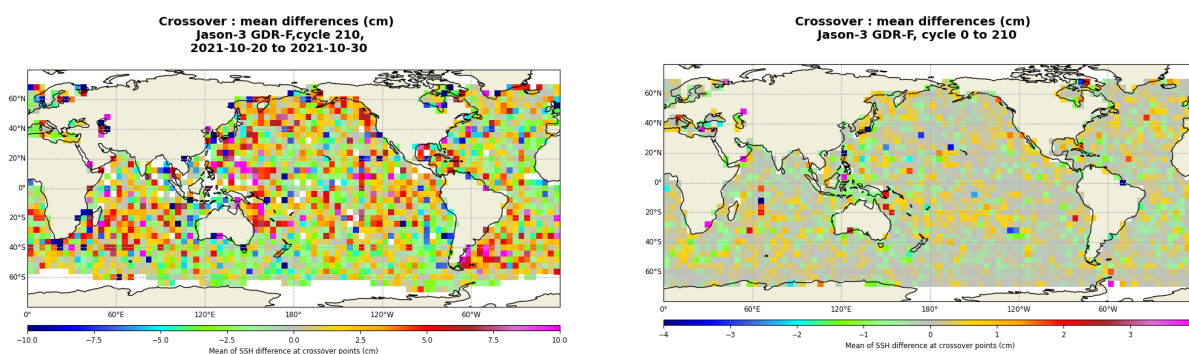 Crossover : mean differences (cm)
Jason-3 GDR-F,cycle 210,
2021-10-20 to 2021-10-30
60°N
40°N
20°N
0°
20°S
40°S
60°S
0° 60°E 120°E 180°W 120°W 60°W
−10.0 −7.5 −5.0 −2.5 0.0 2.5 5.0 7.5 10.0
Mean of SSH difference at crossover points (cm)
Crossover : mean differences (cm)
Jason-3 GDR-F, cycle 0 to 210
60°N
40°N
20°N
0°
20°S
40°S
60°S
0° 60°E 120°E 180°W 120°W 60°W
−4 −3 −2 −1 0 1 2 3
Mean of SSH difference at crossover points (cm)